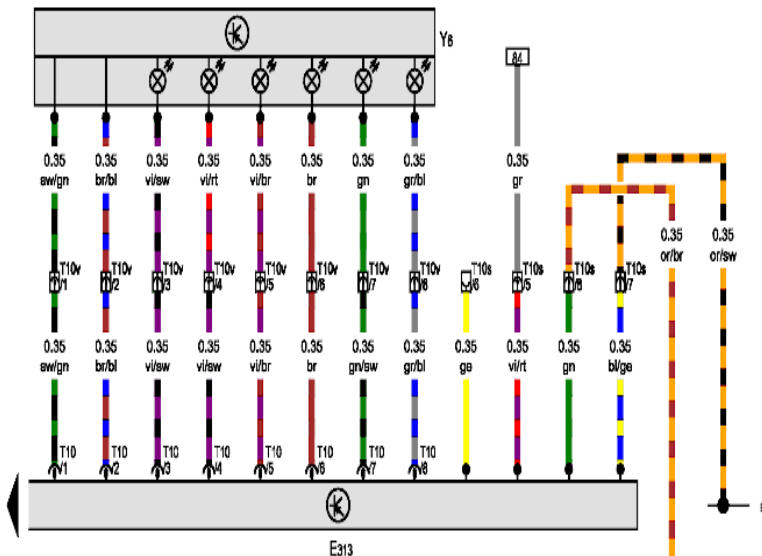 Y6
84
0.35 0.35 0.35 0.35 0.35 0.35 0.35 0.35 0.35
sw/gn br/bl vi/sw vi/rt vi/br br gn gr/bl gr
0.35 0.35
or/br or/sw
T10v T10v T10v T10v T10v T10v T10v T10v T10s T10s T10s T10s
/1 /2 /3 /4 /5 /6 /7 /8 /6 /5 /8 /7
0.35 0.35 0.35 0.35 0.35 0.35 0.35 0.35 0.35 0.35 0.35 0.35
sw/gn br/bl vi/sw vi/sw vi/br br gn/sw gr/bl ge vi/rt gn bl/ge
T10 T10 T10 T10 T10 T10 T10 T10
/1 /2 /3 /4 /5 /6 /7 /8
E313